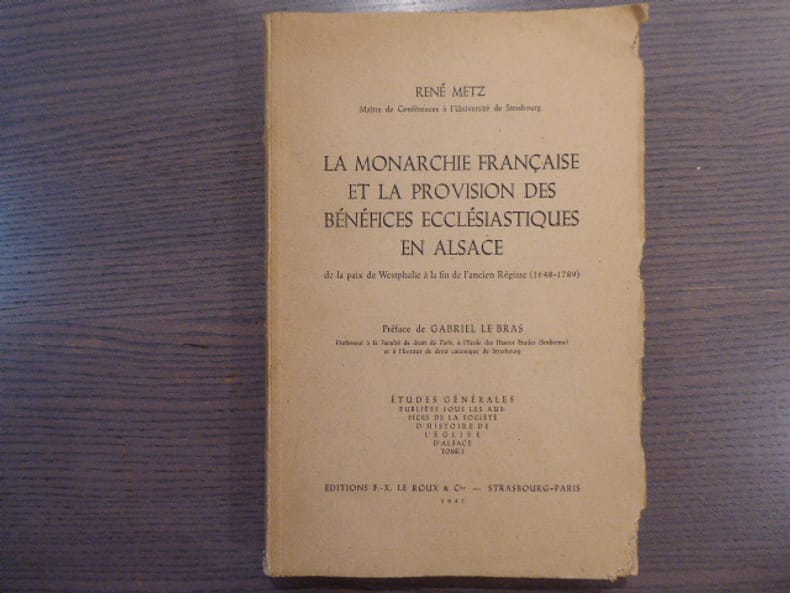 RENÉ METZ
Maître de Conférences à l'Université de Strasbourg
LA MONARCHIE FRANÇAISE
ET LA PROVISION DES
BÉNÉFICES ECCLÉSIASTIQUES
EN ALSACE
de la paix de Westphalie à la fin de l'ancien Régime (1648-1789)
Préface de GABRIEL LE BRAS
Professeur à la Faculté de droit de Paris, à l'Ecole des Hautes Etudes (Sorbonne)
et à l'Institut de droit canonique de Strasbourg
ÉTUDES GÉNÉRALES
PUBLIÉES SOUS LES AUS-
PICES DE LA SOCIÉTÉ
D'HISTOIRE DE
L'ÉGLISE
D'ALSACE
TOME I
EDITIONS F.-X. LE ROUX & Cie — STRASBOURG-PARIS
1947